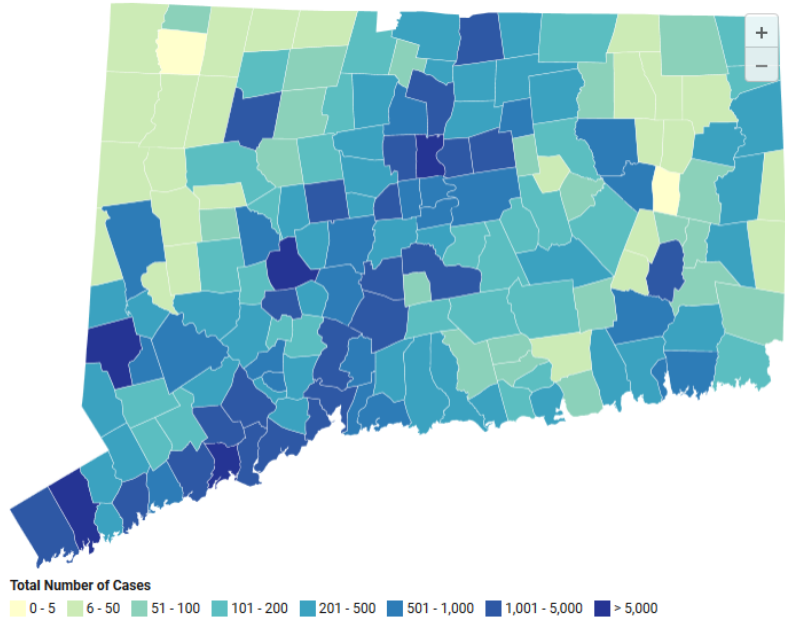 +
−
Total Number of Cases
0 - 5 6 - 50 51 - 100 101 - 200 201 - 500 501 - 1,000 1,001 - 5,000 > 5,000